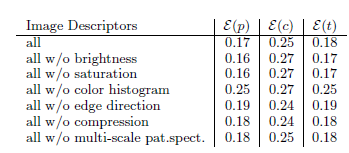 Image Descriptors ℰ(p) ℰ(c) ℰ(t)
all 0.17 0.25 0.18
all w/o brightness 0.16 0.27 0.17
all w/o saturation 0.16 0.27 0.17
all w/o color histogram 0.25 0.27 0.25
all w/o edge direction 0.19 0.24 0.19
all w/o compression 0.18 0.24 0.18
all w/o multi-scale pat.spect. 0.18 0.25 0.18